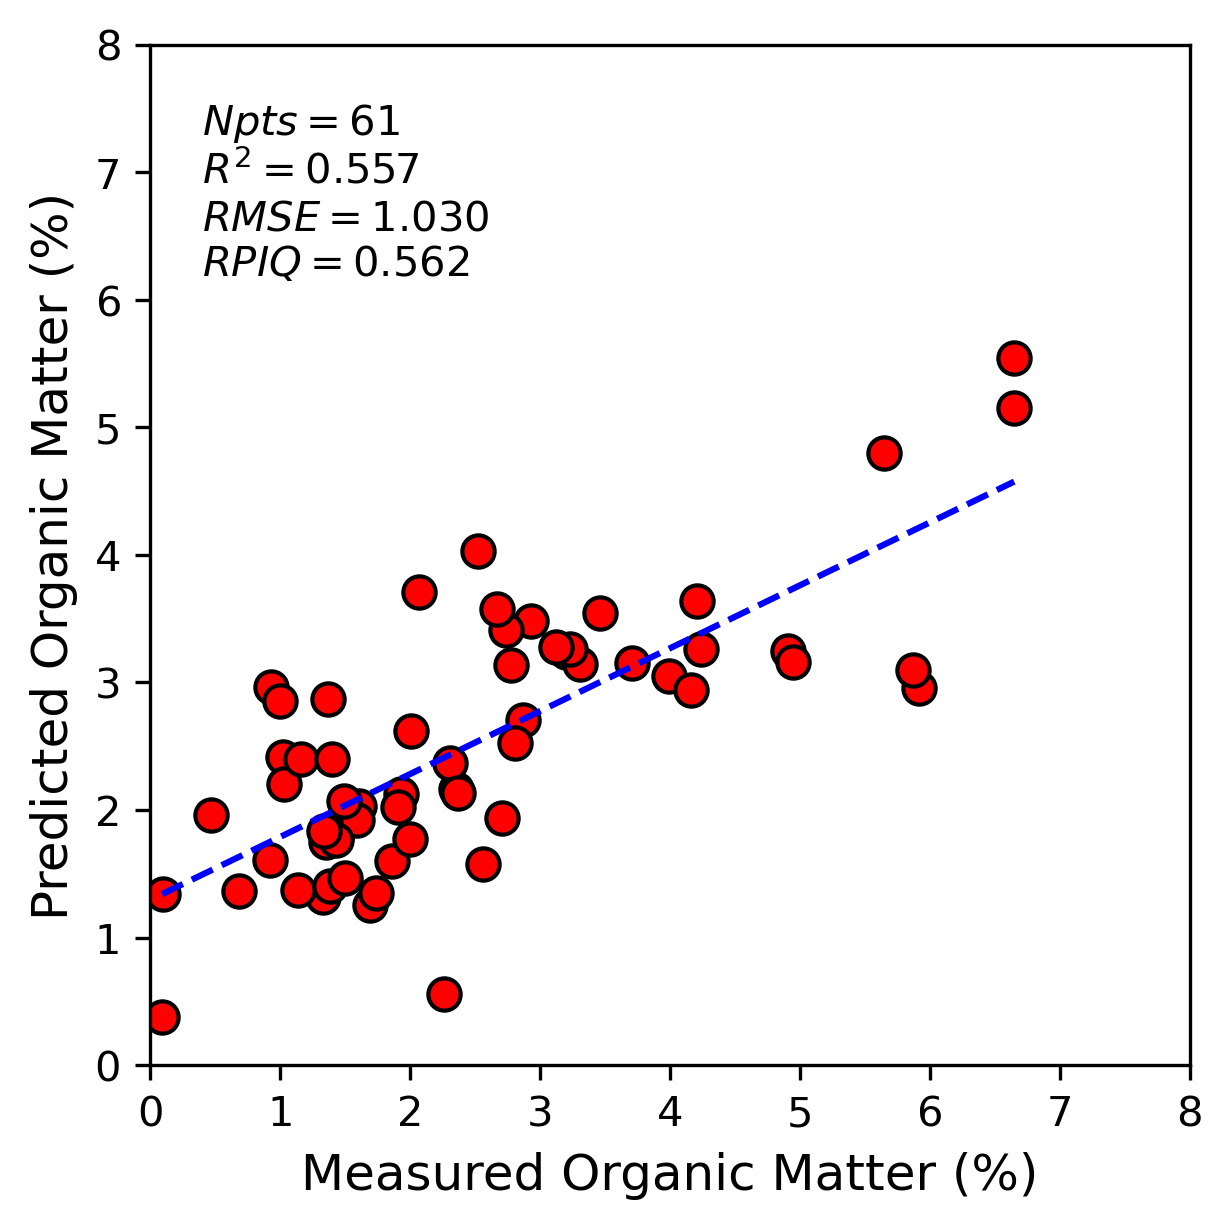 Npts = 61
R² = 0.557
RMSE = 1.030
RPIQ = 0.562
8
7
6
5
4
3
2
1
0
Predicted Organic Matter (%)
0 1 2 3 4 5 6 7 8
Measured Organic Matter (%)